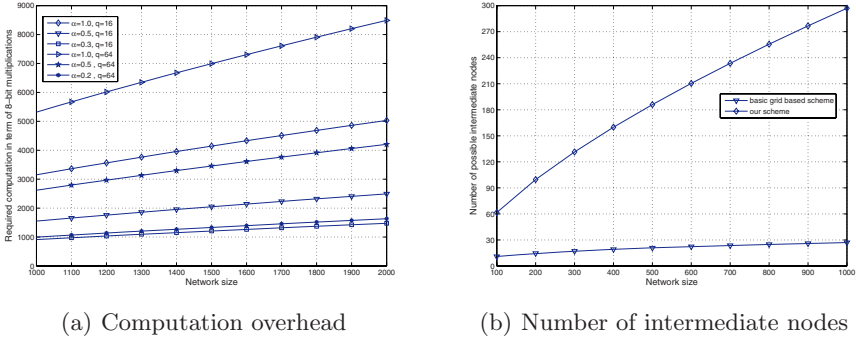 9000
8000
7000
6000
5000
4000
3000
2000
1000
0
Required computation in term of 8−bit multiplications
α=1.0, q=16
α=0.5, q=16
α=0.3, q=16
α=1.0, q=64
α=0.5 , q=64
α=0.2 , q=64
1000 1100 1200 1300 1400 1500 1600 1700 1800 1900 2000
Network size
(a) Computation overhead
300
270
240
210
180
150
120
90
60
30
0
Number of possible intermediate nodes
basic grid based scheme
our scheme
100 200 300 400 500 600 700 800 900 1000
Network size
(b) Number of intermediate nodes